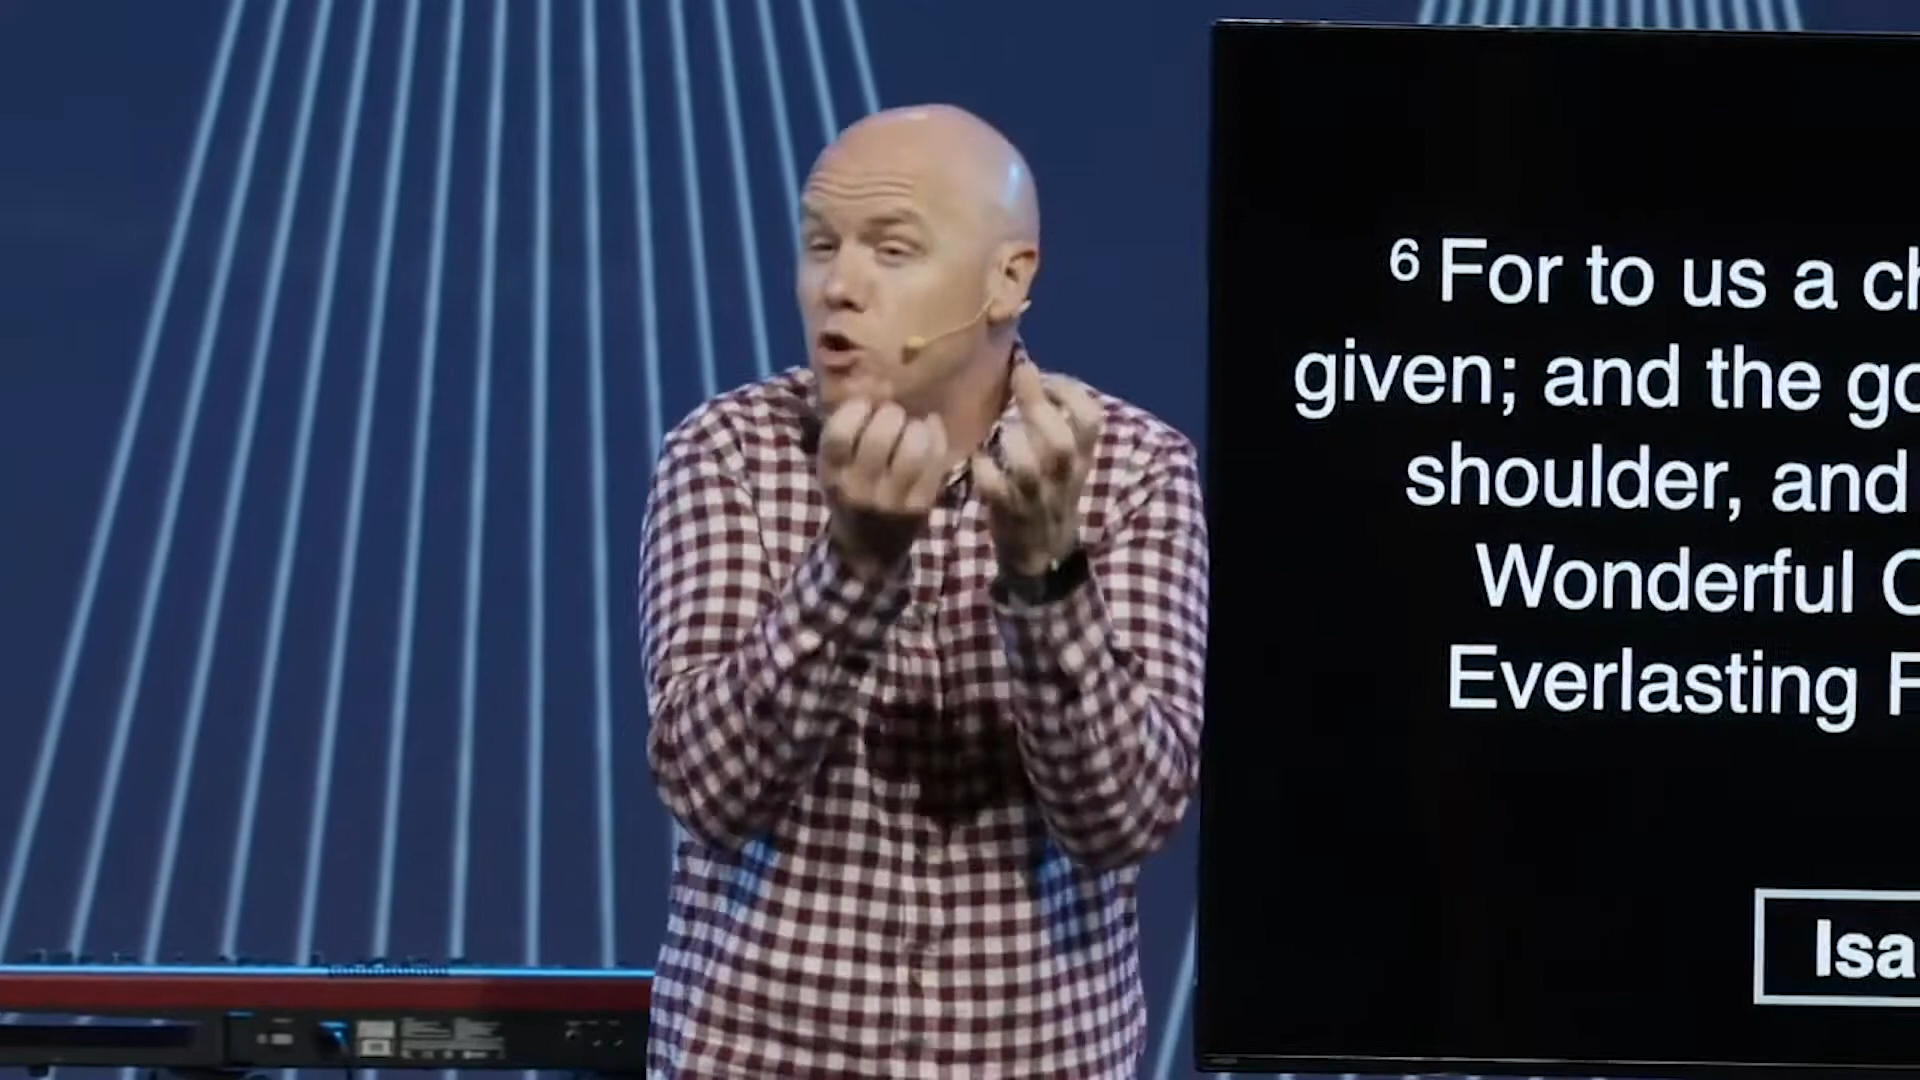 6 For to us a ch
given; and the go
shoulder, and
Wonderful C
Everlasting F
Isa